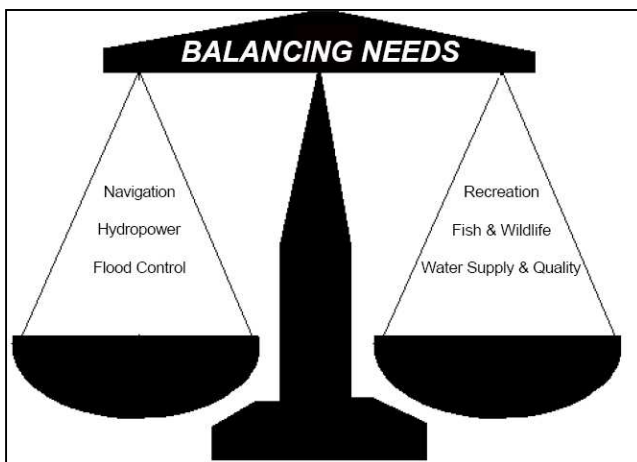 BALANCING NEEDS
Navigation
Hydropower
Flood Control
Recreation
Fish & Wildlife
Water Supply & Quality